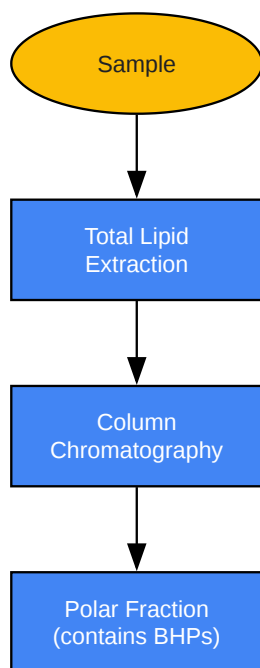 Sample
Total Lipid
Extraction
Column
Chromatography
Polar Fraction
(contains BHPs)